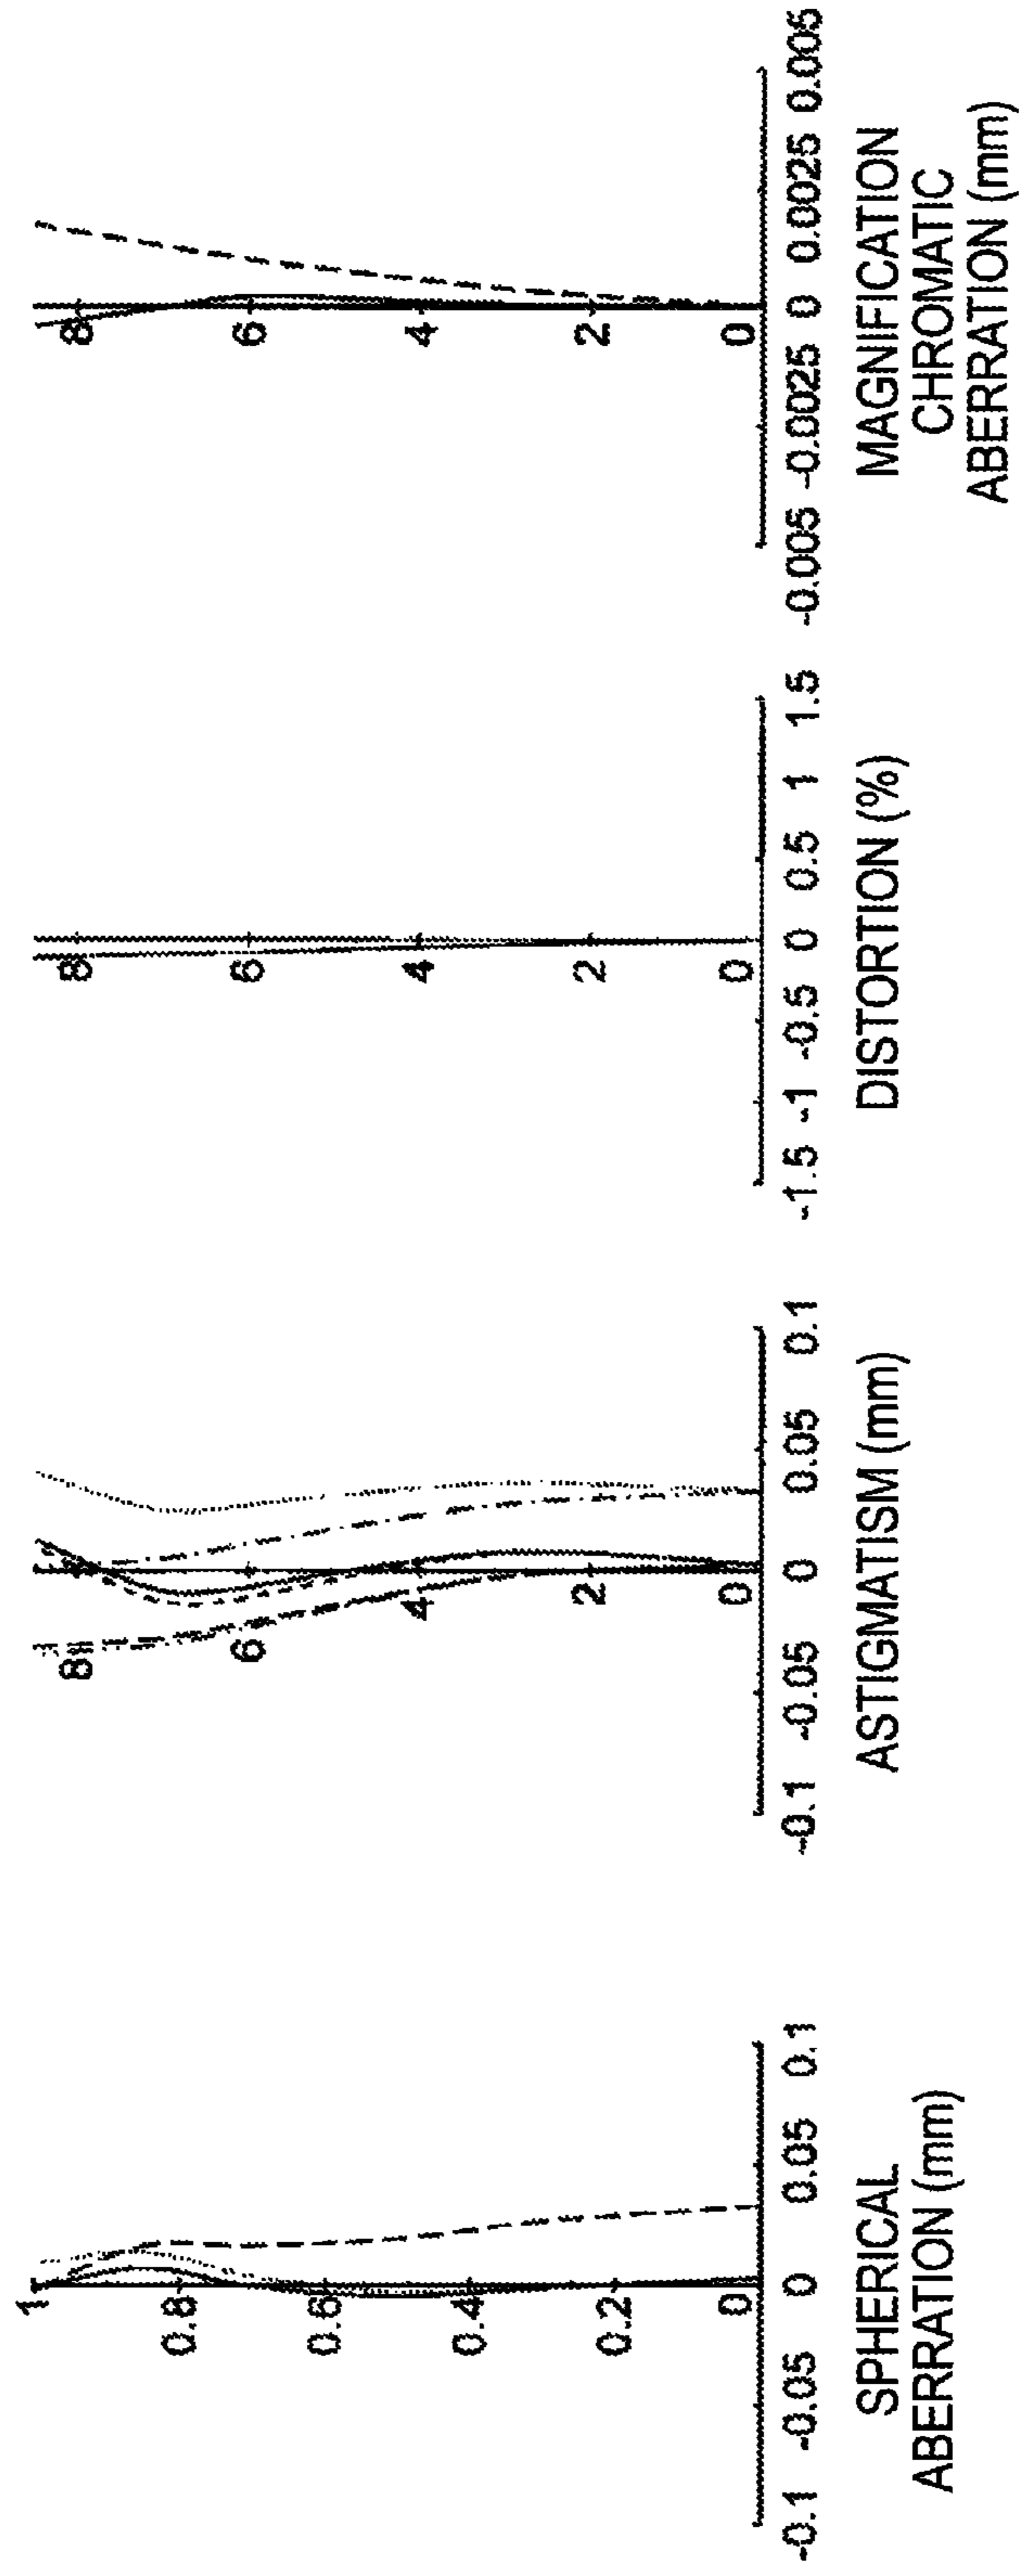 1
0.8
0.6
0.4
0.2
0
-0.1 -0.05 0 0.05 0.1
SPHERICAL
ABERRATION (mm)
8
6
4
2
0
-0.1 -0.05 0 0.05 0.1
ASTIGMATISM (mm)
8
6
4
2
0
-1.5 -1 -0.5 0 0.5 1 1.5
DISTORTION (%)
8
6
4
2
0
-0.005 -0.0025 0 0.0025 0.005
MAGNIFICATION
CHROMATIC
ABERRATION (mm)